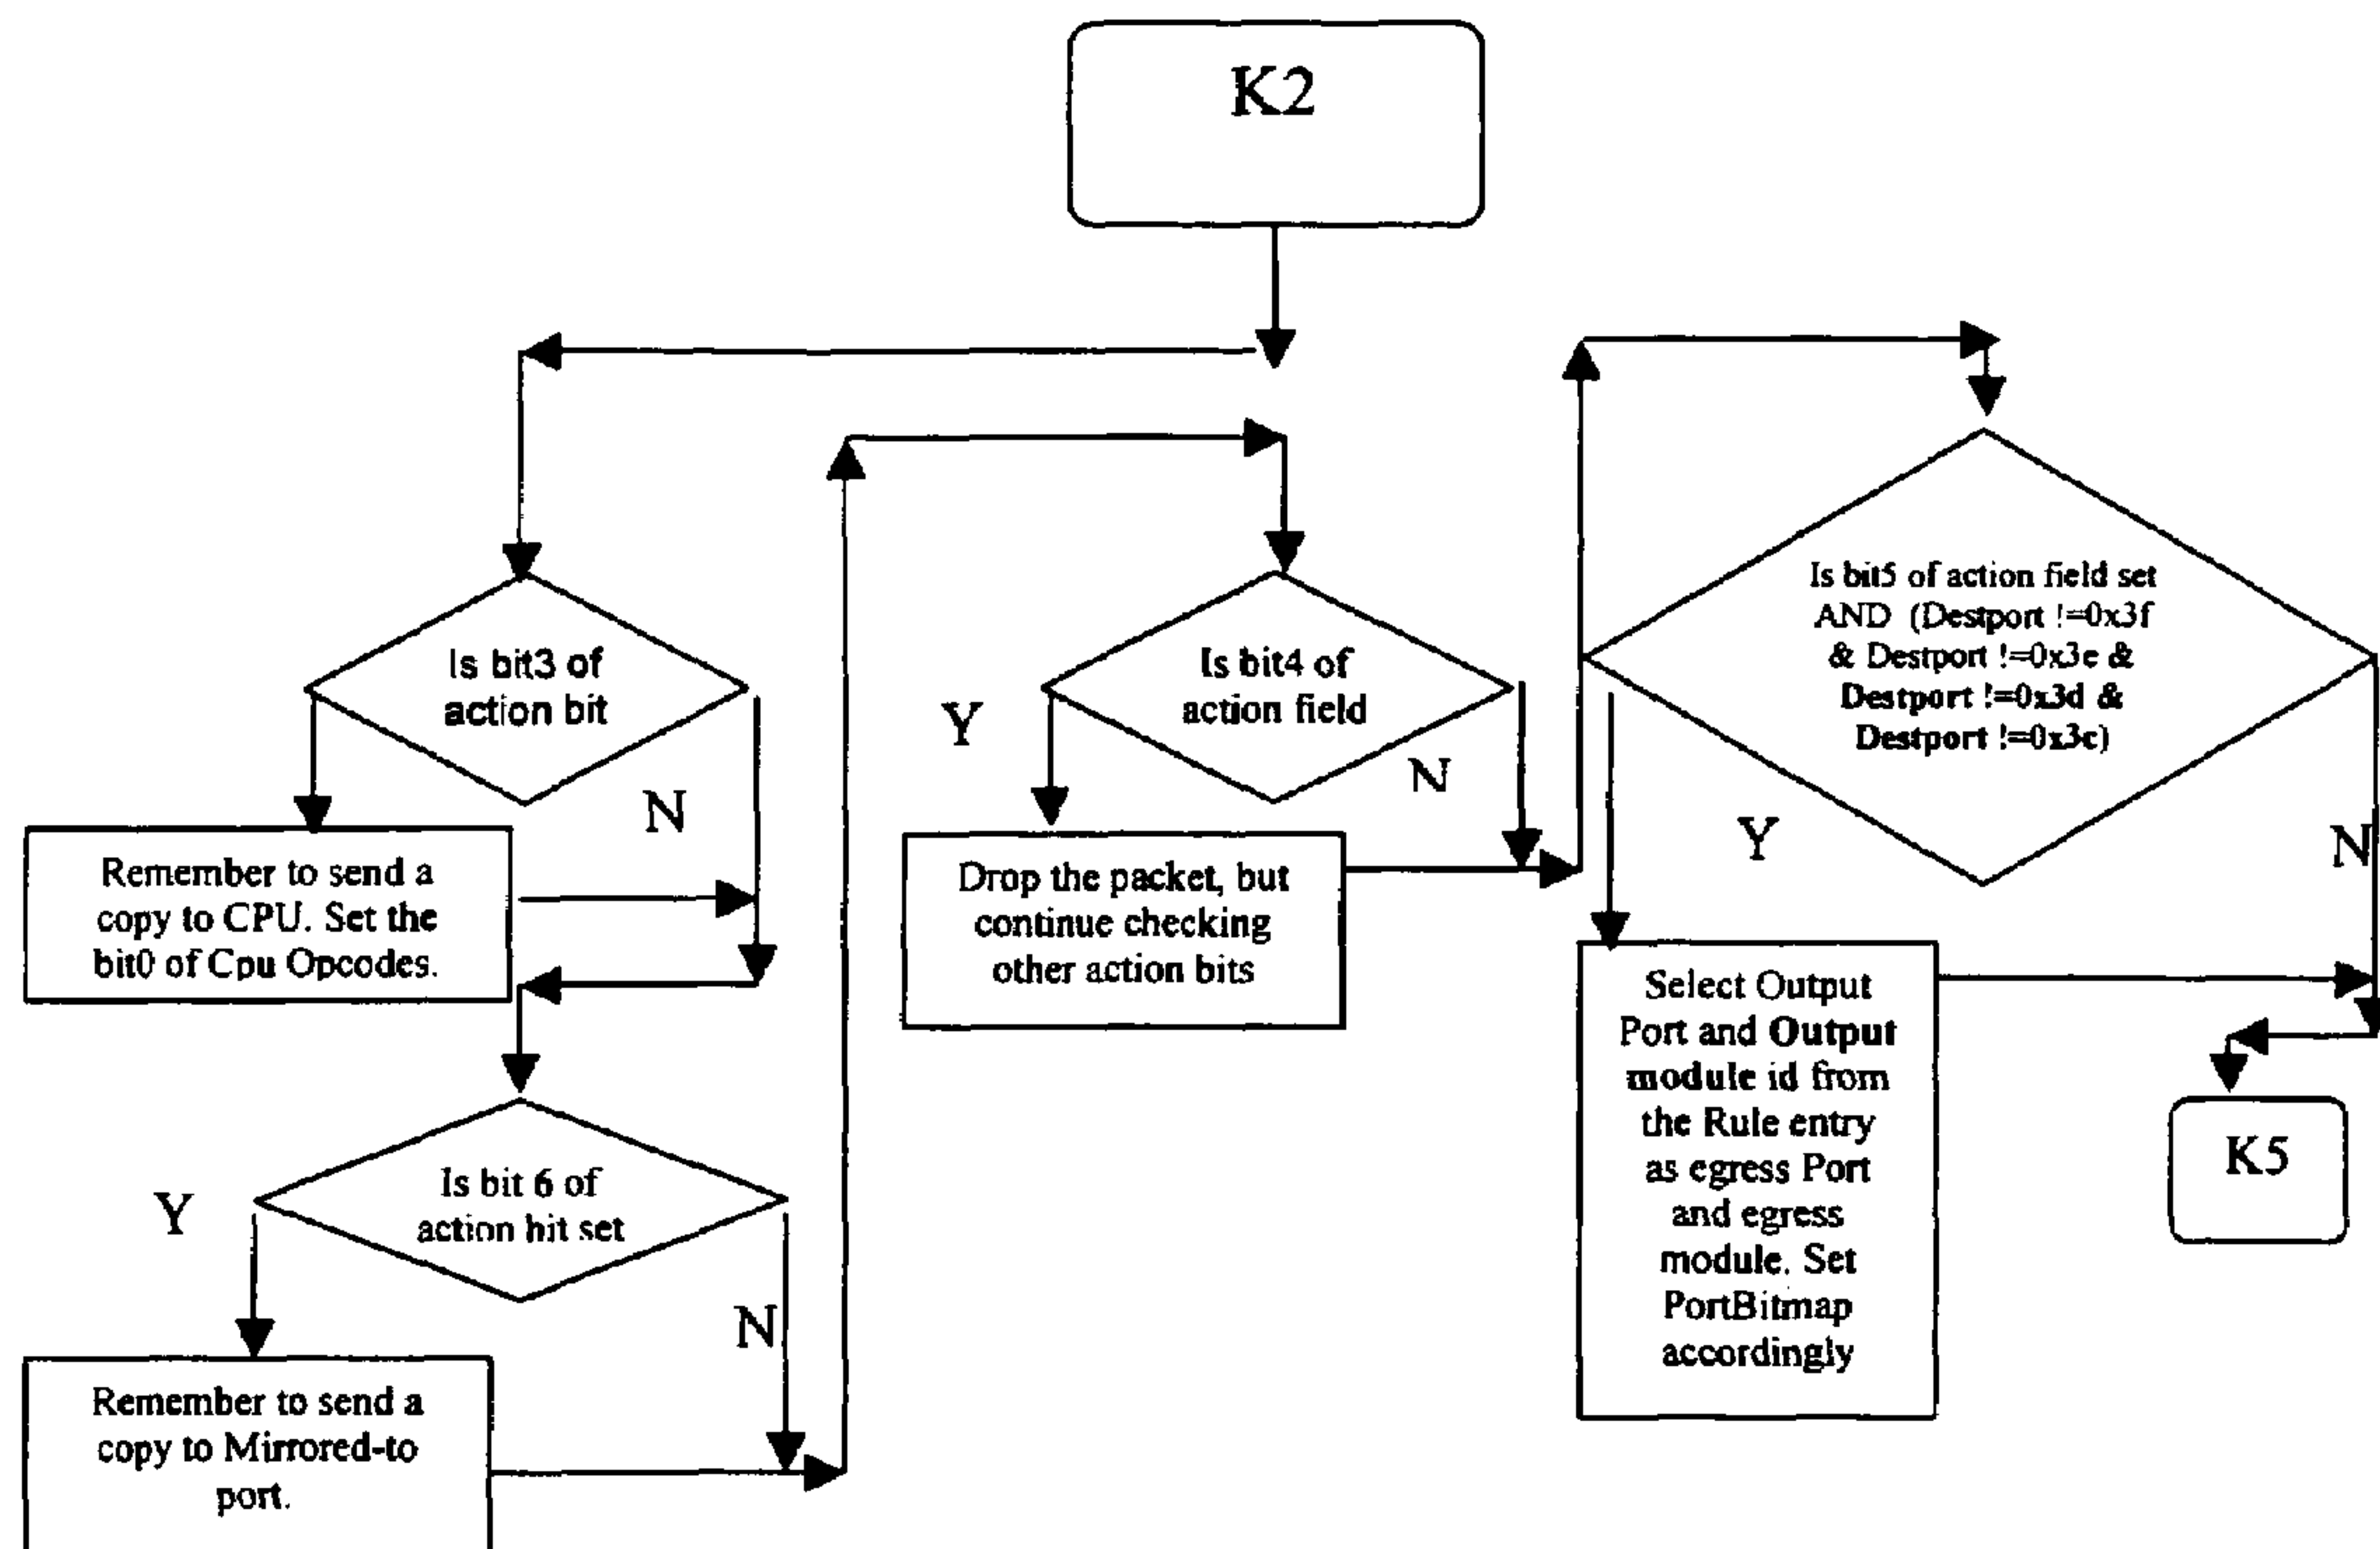 K2
Is bit3 of
action bit
N
Remember to send a
copy to CPU. Set the
bit0 of Cpu Opcodes.
Is bit 6 of
action hit set
Y
N
Remember to send a
copy to Mirrored-to
port.
Is bit4 of
action field
Y
N
Drop the packet, but
continue checking
other action bits
Is bit5 of action field set
AND (Destport !=0x3f
& Destport !=0x3e &
Destport !=0x3d &
Destport !=0x3c)
Y
N
Select Output
Port and Output
module id from
the Rule entry
as egress Port
and egress
module. Set
PortBitmap
accordingly
K5